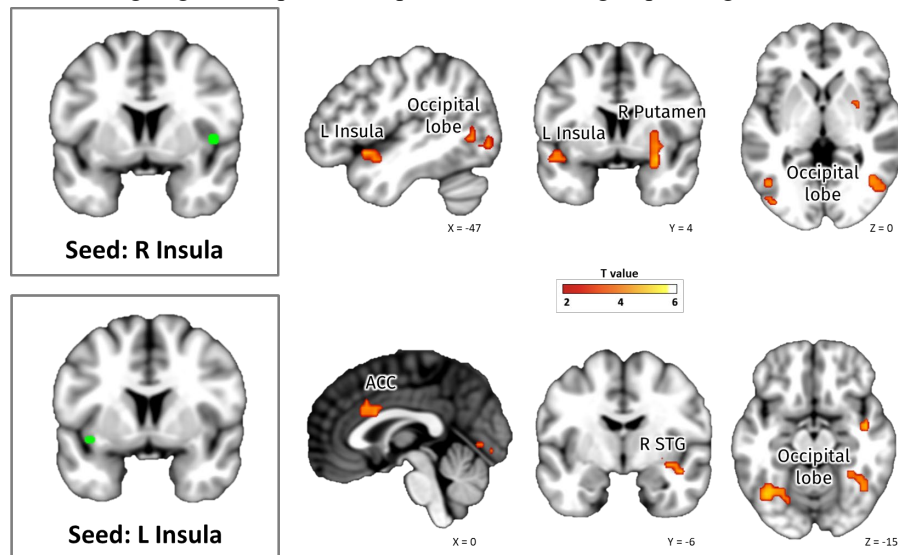 Seed: R Insula
L Insula
Occipital
lobe
X = -47
R Putamen
L Insula
Y = 4
Occipital
lobe
Z = 0
T value
2 4 6
Seed: L Insula
ACC
X = 0
R STG
Y = -6
Occipital
lobe
Z = -15